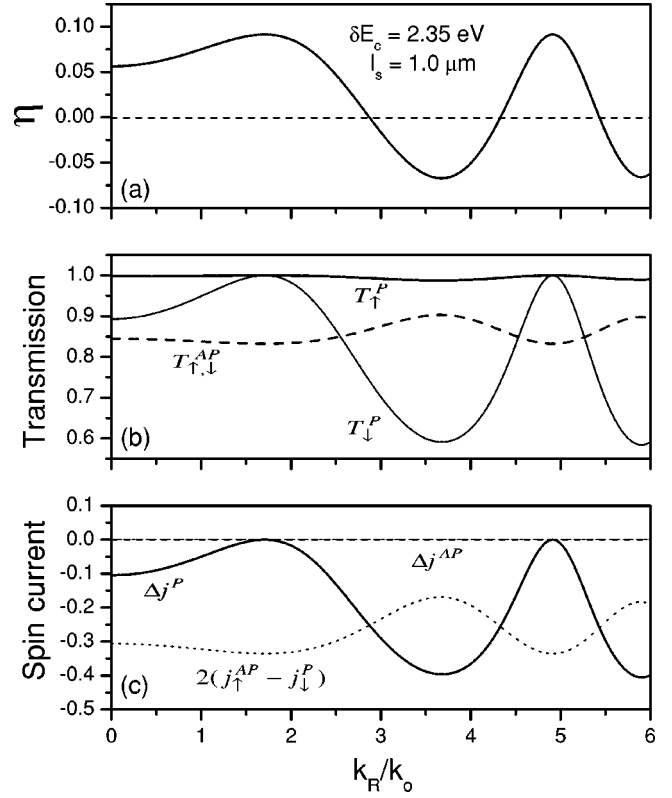 0.10
0.05
0.00
-0.05
-0.10
η
δE_c = 2.35 eV
l_s = 1.0 μm
(a)
1.0
0.9
0.8
0.7
0.6
Transmission
T_↑^P
T_{↑,↓}^{AP}
T_↓^P
(b)
0.1
0.0
-0.1
-0.2
-0.3
-0.4
-0.5
Spin current
Δj^{AP}
Δj^P
2(j_↑^{AP} − j_↓^P)
(c)
0 1 2 3 4 5 6
k_R/k_o